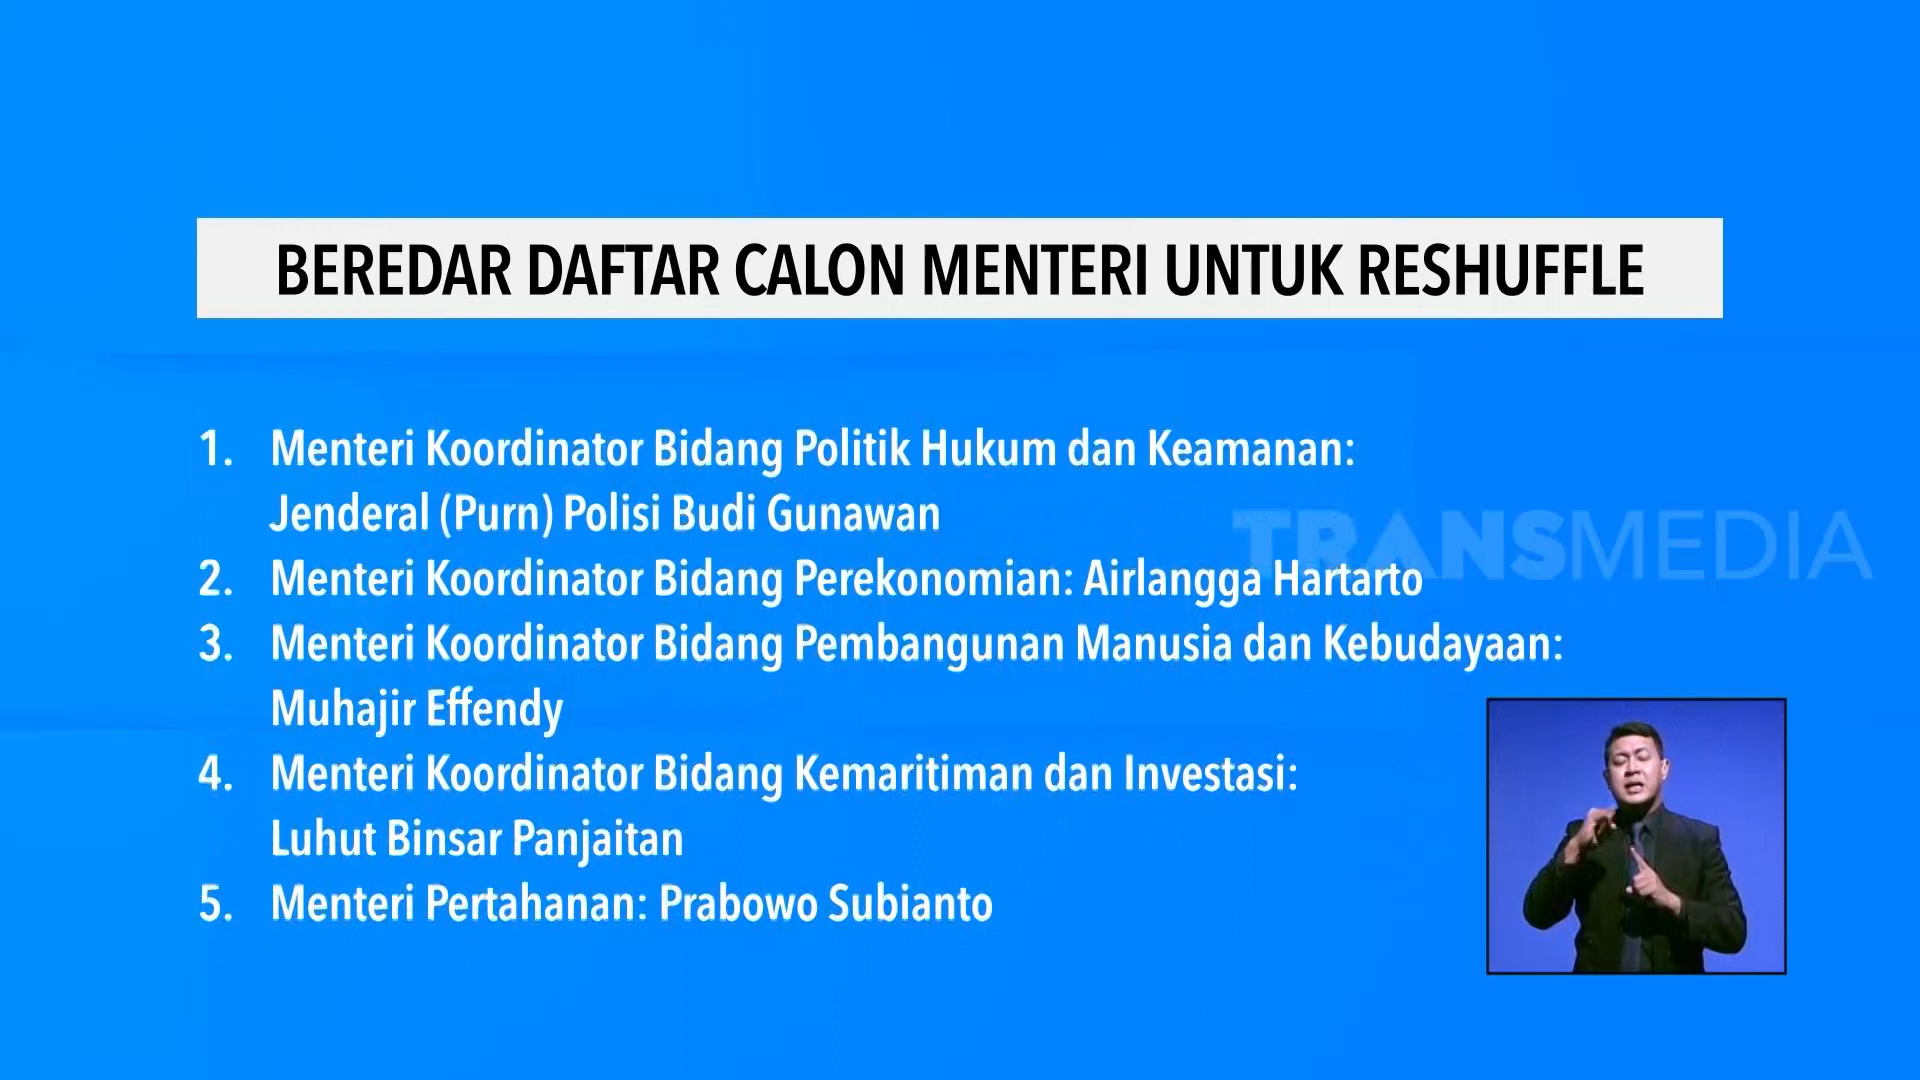 BEREDAR DAFTAR CALON MENTERI UNTUK RESHUFFLE
1. Menteri Koordinator Bidang Politik Hukum dan Keamanan:
Jenderal (Purn) Polisi Budi Gunawan
TRANSMEDIA
2. Menteri Koordinator Bidang Perekonomian: Airlangga Hartarto
3. Menteri Koordinator Bidang Pembangunan Manusia dan Kebudayaan:
Muhajir Effendy
4. Menteri Koordinator Bidang Kemaritiman dan Investasi:
Luhut Binsar Panjaitan
5. Menteri Pertahanan: Prabowo Subianto